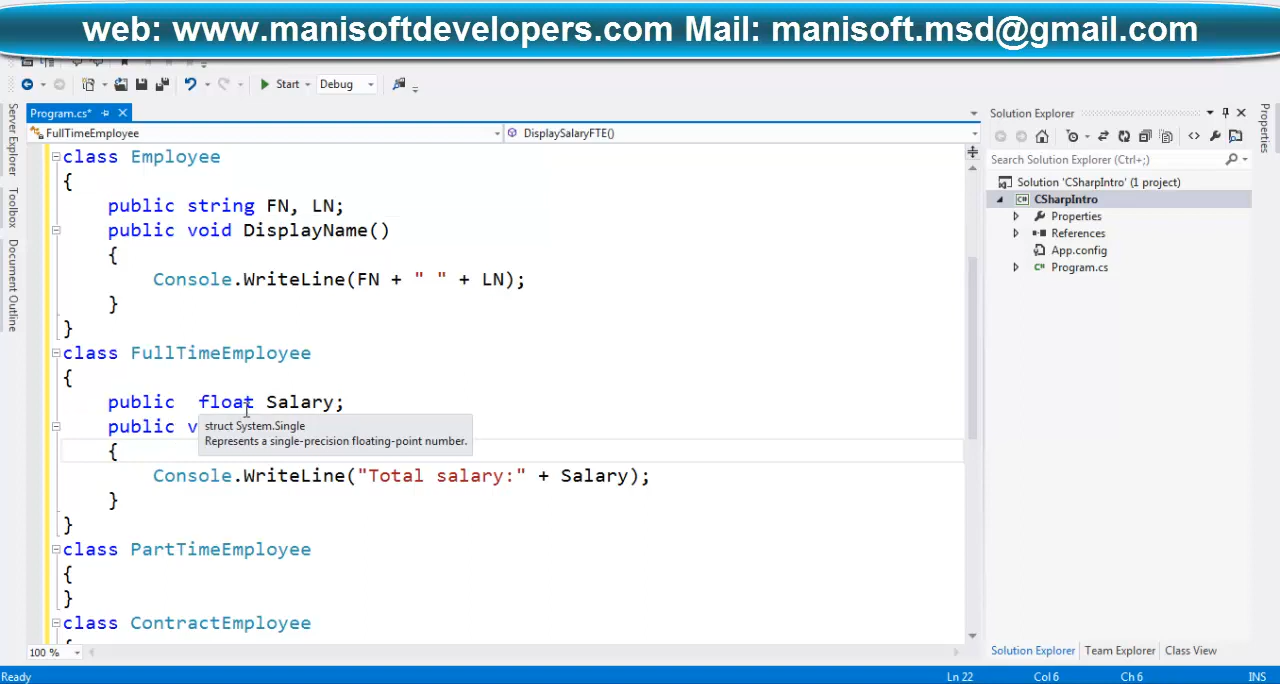 web: www.manisoftdevelopers.com Mail: manisoft.msd@gmail.com
Start Debug
Program.cs*
FullTimeEmployee DisplaySalaryFTE()
class Employee
{
public string FN, LN;
public void DisplayName()
{
Console.WriteLine(FN + " " + LN);
}
}
class FullTimeEmployee
{
public  float Salary;
public v
struct System.Single
Represents a single-precision floating-point number.
{
Console.WriteLine("Total salary:" + Salary);
}
}
class PartTimeEmployee
{
}
class ContractEmployee
100 %
Server Explorer
Toolbox
Document Outline
Solution Explorer
Search Solution Explorer (Ctrl+;)
Solution 'CSharpIntro' (1 project)
CSharpIntro
Properties
References
App.config
Program.cs
Solution Explorer Team Explorer Class View
Properties
Ready Ln 22 Col 6 Ch 6 INS